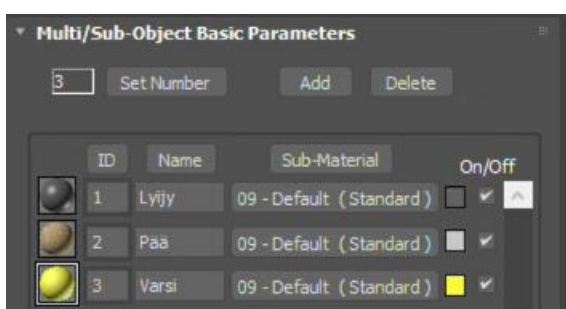 Multi/Sub-Object Basic Parameters
3 Set Number Add Delete
ID Name Sub-Material On/Off
1 Lyijy 09 - Default ( Standard )
2 Pää 09 - Default ( Standard )
3 Varsi 09 - Default ( Standard )